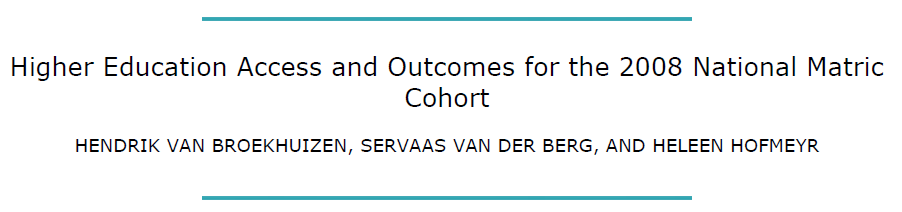 Higher Education Access and Outcomes for the 2008 National Matric
Cohort
HENDRIK VAN BROEKHUIZEN, SERVAAS VAN DER BERG, AND HELEEN HOFMEYR